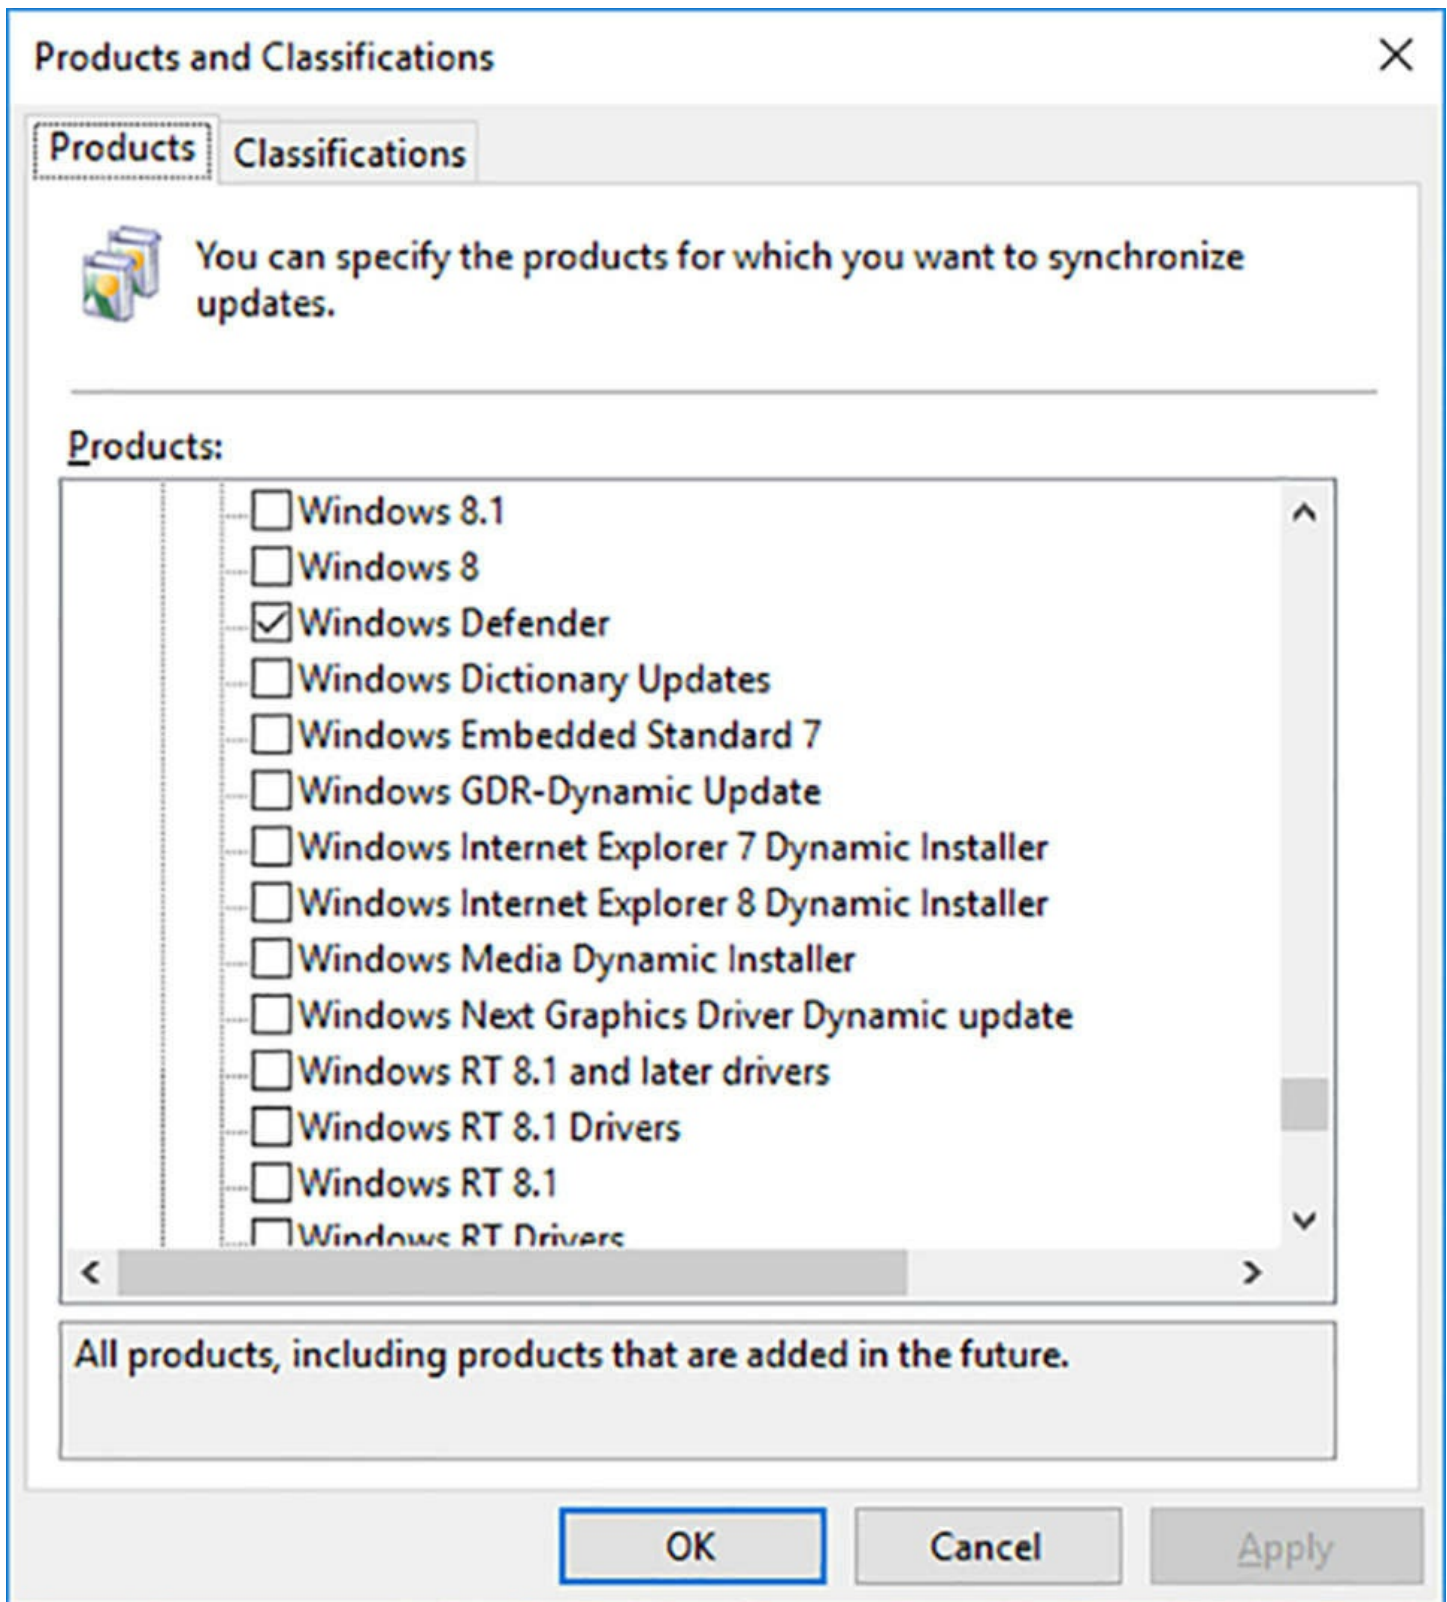 Products and Classifications
Products
Classifications
You can specify the products for which you want to synchronize
updates.
Products:
Windows 8.1
Windows 8
Windows Defender
Windows Dictionary Updates
Windows Embedded Standard 7
Windows GDR-Dynamic Update
Windows Internet Explorer 7 Dynamic Installer
Windows Internet Explorer 8 Dynamic Installer
Windows Media Dynamic Installer
Windows Next Graphics Driver Dynamic update
Windows RT 8.1 and later drivers
Windows RT 8.1 Drivers
Windows RT 8.1
Windows RT Drivers
All products, including products that are added in the future.
OK
Cancel
Apply